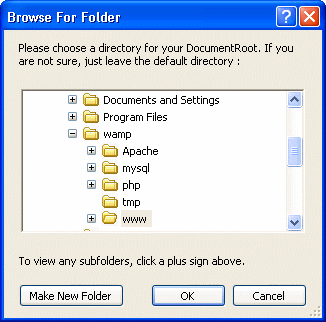 Browse For Folder
Please choose a directory for your DocumentRoot. If you
are not sure, just leave the default directory :
Documents and Settings
Program Files
wamp
Apache
mysql
php
tmp
www
To view any subfolders, click a plus sign above.
Make New Folder OK Cancel